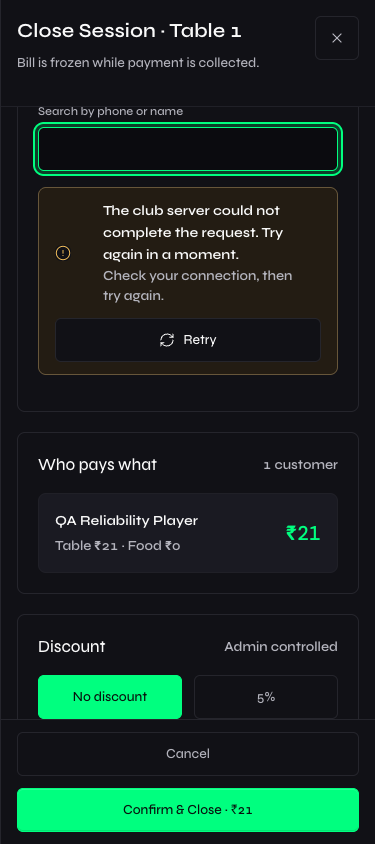 Close Session · Table 1
Bill is frozen while payment is collected.
Search by phone or name
The club server could not
complete the request. Try
again in a moment.
Check your connection, then
try again.
Retry
Who pays what
1 customer
QA Reliability Player
Table ₹21 · Food ₹0
₹21
Discount
Admin controlled
No discount
5%
Cancel
Confirm & Close · ₹21